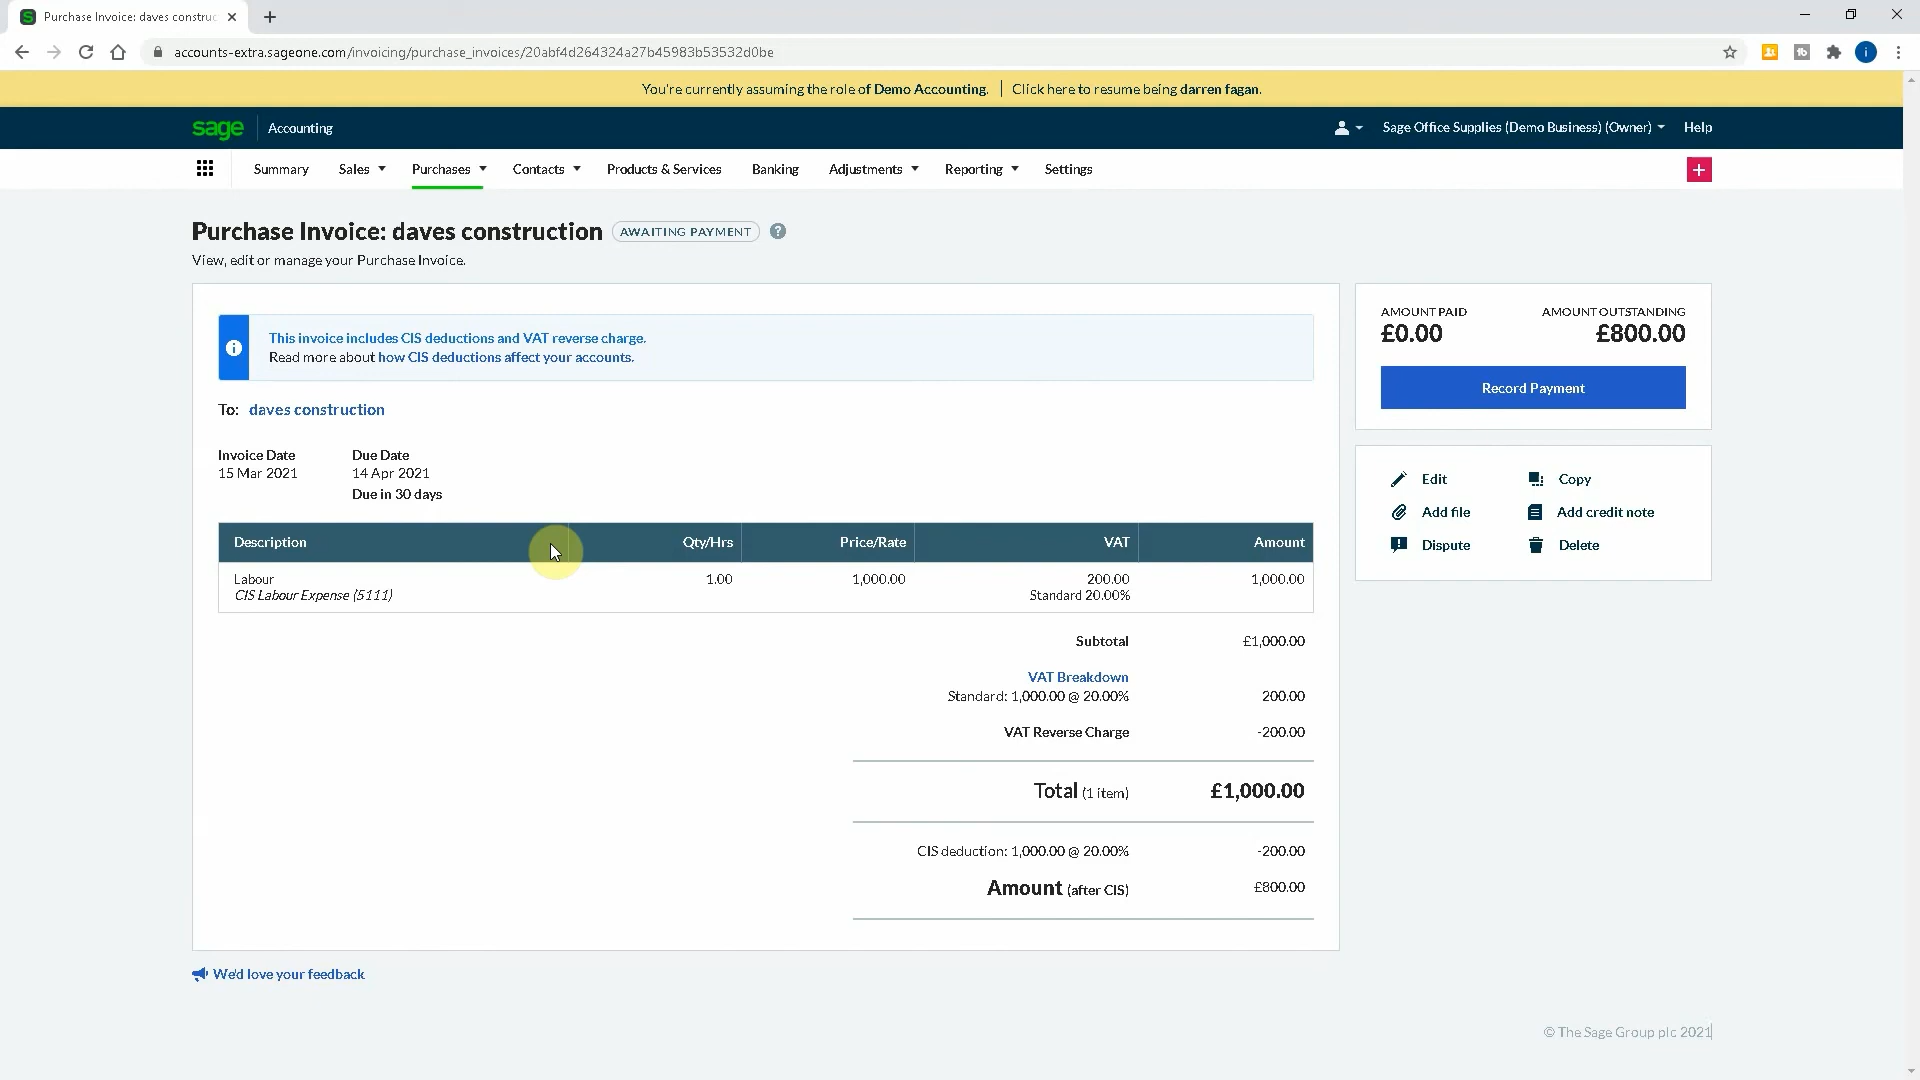 Purchase Invoice: daves construc
accounts-extra.sageone.com/invoicing/purchase_invoices/20abf4d264324a27b45983b53532d0be
You're currently assuming the role of Demo Accounting. | Click here to resume being darren fagan.
sage Accounting
Sage Office Supplies (Demo Business) (Owner) Help
Summary Sales Purchases Contacts Products & Services Banking Adjustments Reporting Settings
Purchase Invoice: daves construction AWAITING PAYMENT ?
View, edit or manage your Purchase Invoice.
This invoice includes CIS deductions and VAT reverse charge.
Read more about how CIS deductions affect your accounts.
To: daves construction
Invoice Date Due Date
15 Mar 2021 14 Apr 2021
Due in 30 days
Description Qty/Hrs Price/Rate VAT Amount
Labour 1.00 1,000.00 200.00 1,000.00
CIS Labour Expense (5111) Standard 20.00%
Subtotal £1,000.00
VAT Breakdown
Standard: 1,000.00 @ 20.00% 200.00
VAT Reverse Charge -200.00
Total (1 item) £1,000.00
CIS deduction: 1,000.00 @ 20.00% -200.00
Amount (after CIS) £800.00
AMOUNT PAID AMOUNT OUTSTANDING
£0.00 £800.00
Record Payment
Edit Copy
Add file Add credit note
Dispute Delete
We'd love your feedback
© The Sage Group plc 2021